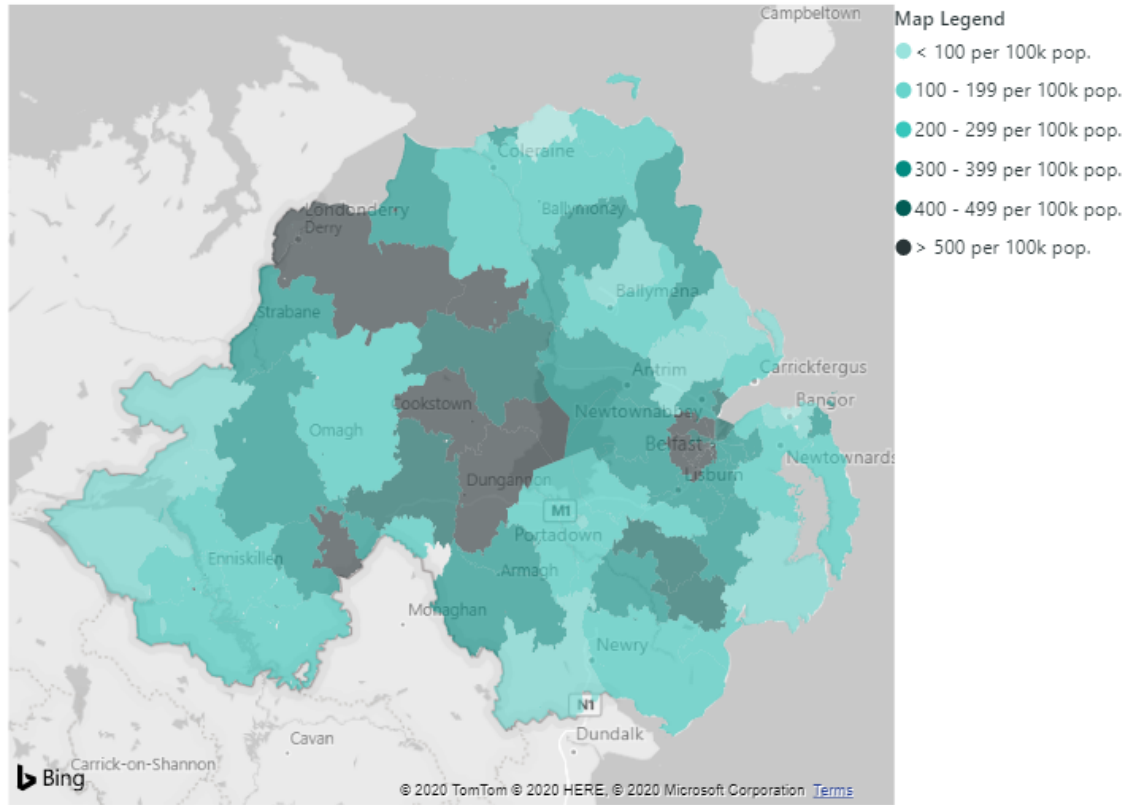 Campbeltown
Map Legend
< 100 per 100k pop.
100 - 199 per 100k pop.
200 - 299 per 100k pop.
300 - 399 per 100k pop.
400 - 499 per 100k pop.
> 500 per 100k pop.
Coleraine
Londonderry
Derry
Ballymoney
Ballymena
Strabane
Antrim
Carrickfergus
Cookstown
Newtownabbey
Bangor
Omagh
Belfast
Newtownards
Lisburn
Dungannon
M1
Portadown
Enniskillen
Armagh
Monaghan
Newry
N1
Cavan
Dundalk
Carrick-on-Shannon
Bing
© 2020 TomTom © 2020 HERE, © 2020 Microsoft Corporation Terms